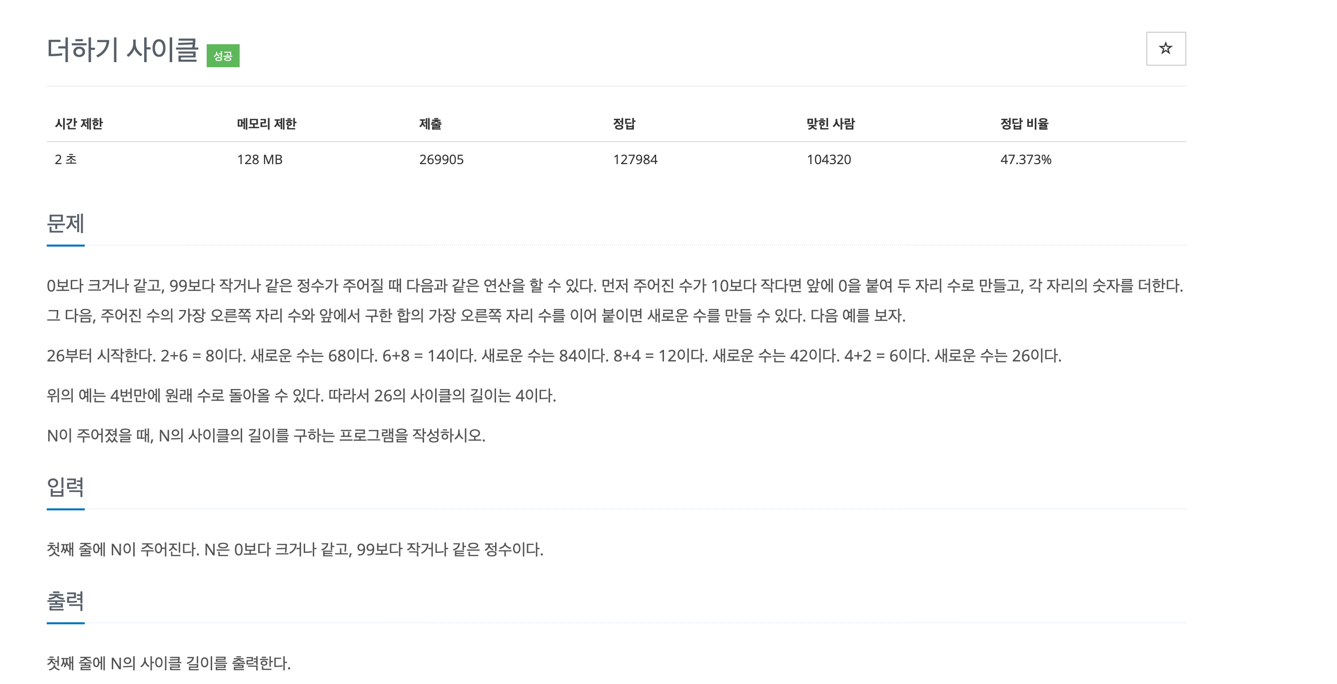 더하기 사이클 성공
☆
시간 제한 메모리 제한 제출 정답 맞힌 사람 정답 비율
2 초 128 MB 269905 127984 104320 47.373%
문제
0보다 크거나 같고, 99보다 작거나 같은 정수가 주어질 때 다음과 같은 연산을 할 수 있다. 먼저 주어진 수가 10보다 작다면 앞에 0을 붙여 두 자리 수로 만들고, 각 자리의 숫자를 더한다.
그 다음, 주어진 수의 가장 오른쪽 자리 수와 앞에서 구한 합의 가장 오른쪽 자리 수를 이어 붙이면 새로운 수를 만들 수 있다. 다음 예를 보자.
26부터 시작한다. 2+6 = 8이다. 새로운 수는 68이다. 6+8 = 14이다. 새로운 수는 84이다. 8+4 = 12이다. 새로운 수는 42이다. 4+2 = 6이다. 새로운 수는 26이다.
위의 예는 4번만에 원래 수로 돌아올 수 있다. 따라서 26의 사이클의 길이는 4이다.
N이 주어졌을 때, N의 사이클의 길이를 구하는 프로그램을 작성하시오.
입력
첫째 줄에 N이 주어진다. N은 0보다 크거나 같고, 99보다 작거나 같은 정수이다.
출력
첫째 줄에 N의 사이클 길이를 출력한다.